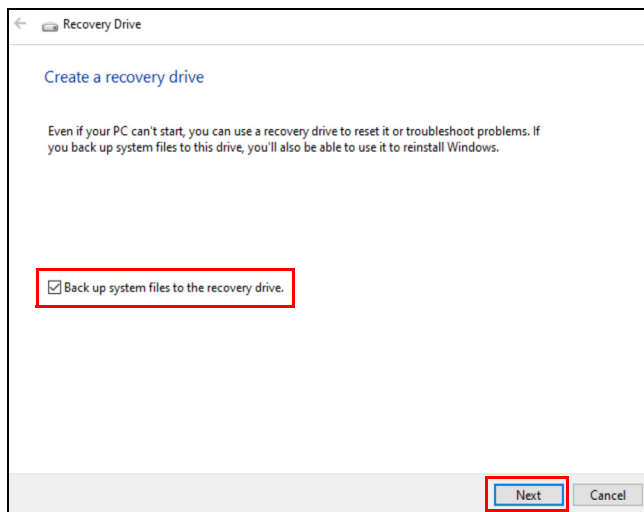 Recovery Drive
Create a recovery drive
Even if your PC can't start, you can use a recovery drive to reset it or troubleshoot problems. If
you back up system files to this drive, you'll also be able to use it to reinstall Windows.
Back up system files to the recovery drive.
Next Cancel